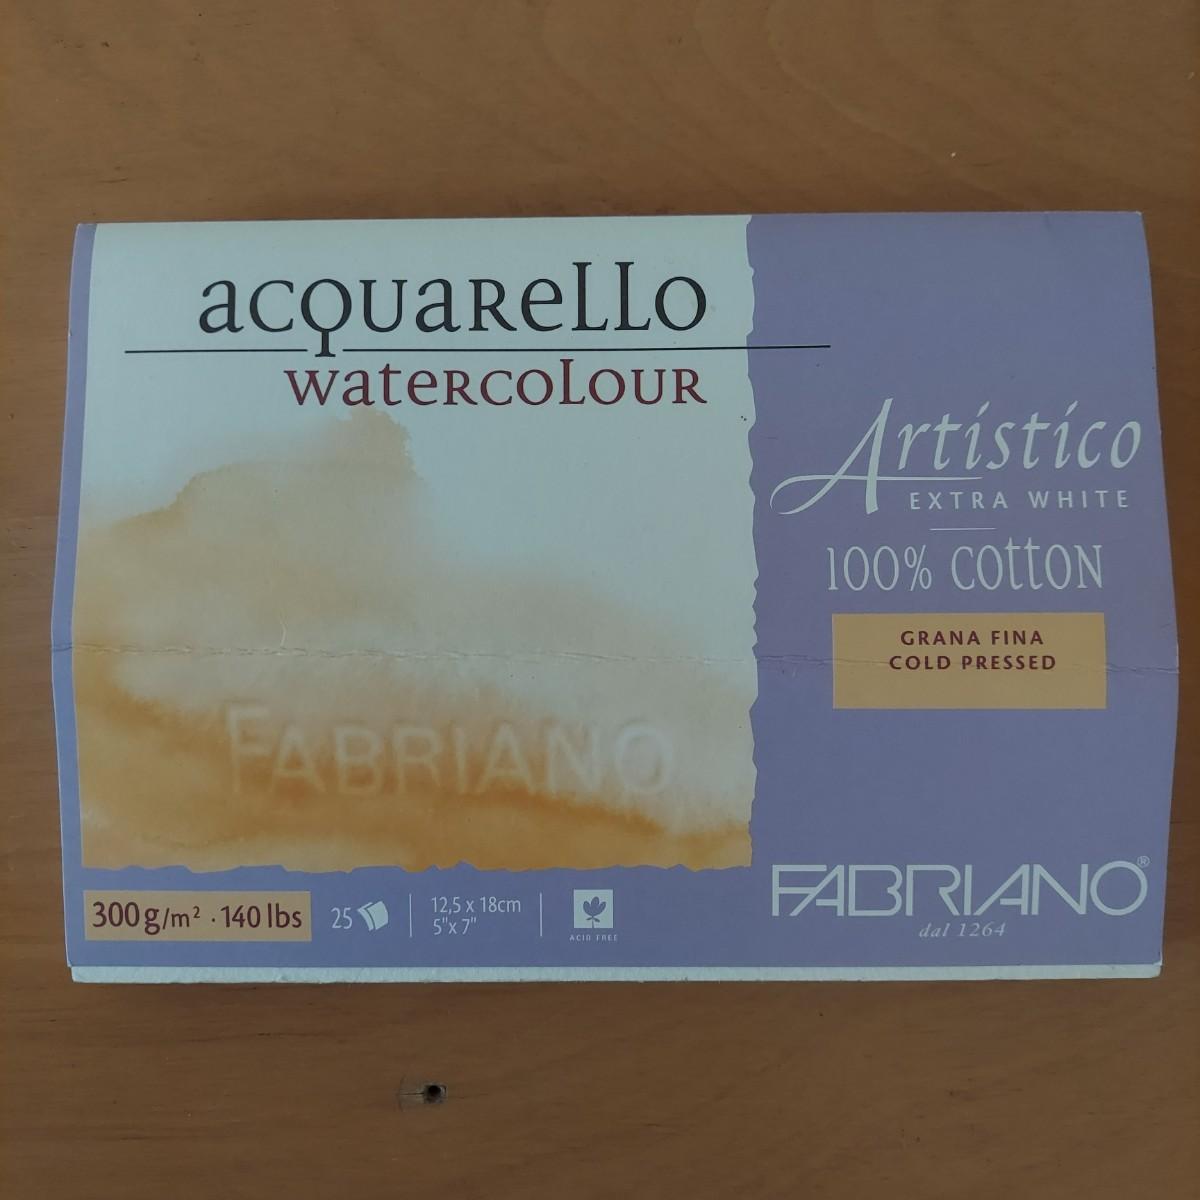 acquarello
watercolour
Artistico
EXTRA WHITE
100% cotton
GRANA FINA
COLD PRESSED
FABRIANO
300g/m² · 140 lbs
25
12,5 x 18cm
5"x 7"
ACID FREE
FABRIANO®
dal 1264